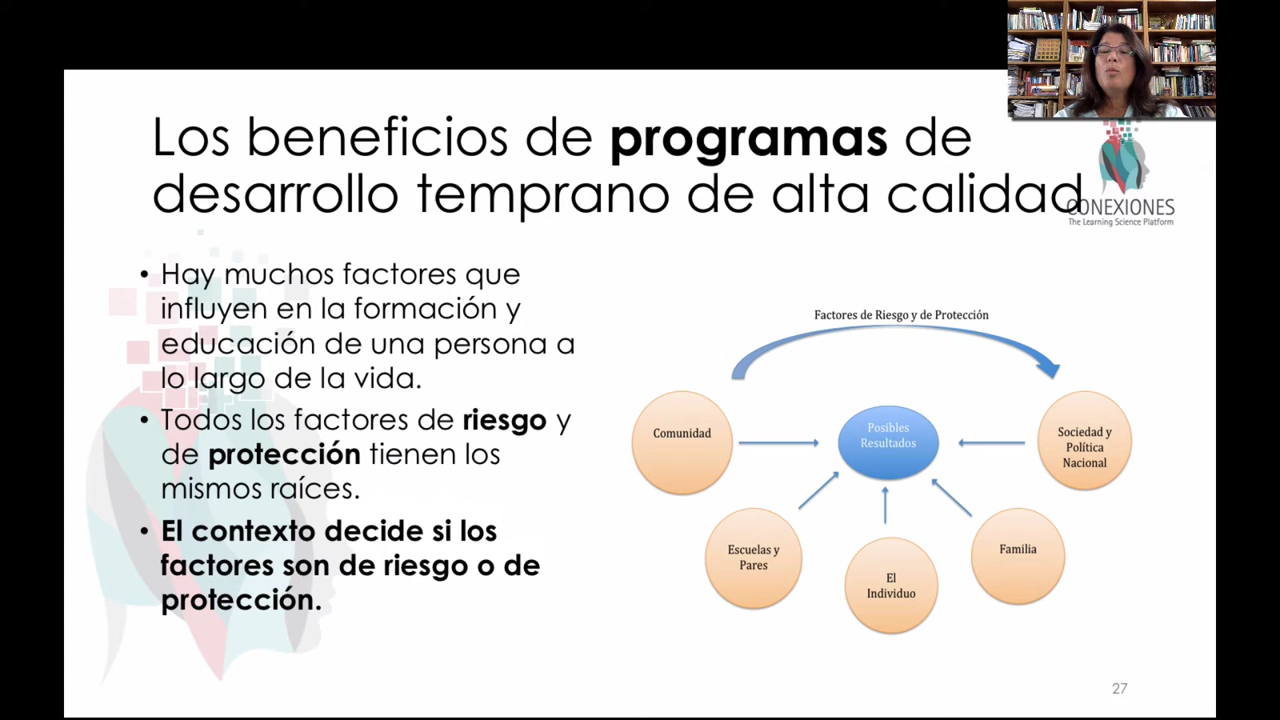 Los beneficios de programas de
desarrollo temprano de alta calidad
CONEXIONES
The Learning Science Platform
• Hay muchos factores que
influyen en la formación y
educación de una persona a
lo largo de la vida.
• Todos los factores de riesgo y
de protección tienen los
mismos raíces.
• El contexto decide si los
factores son de riesgo o de
protección.
Factores de Riesgo y de Protección
Comunidad
Posibles
Resultados
Sociedad y
Política
Nacional
Escuelas y
Pares
El
Individuo
Familia
27